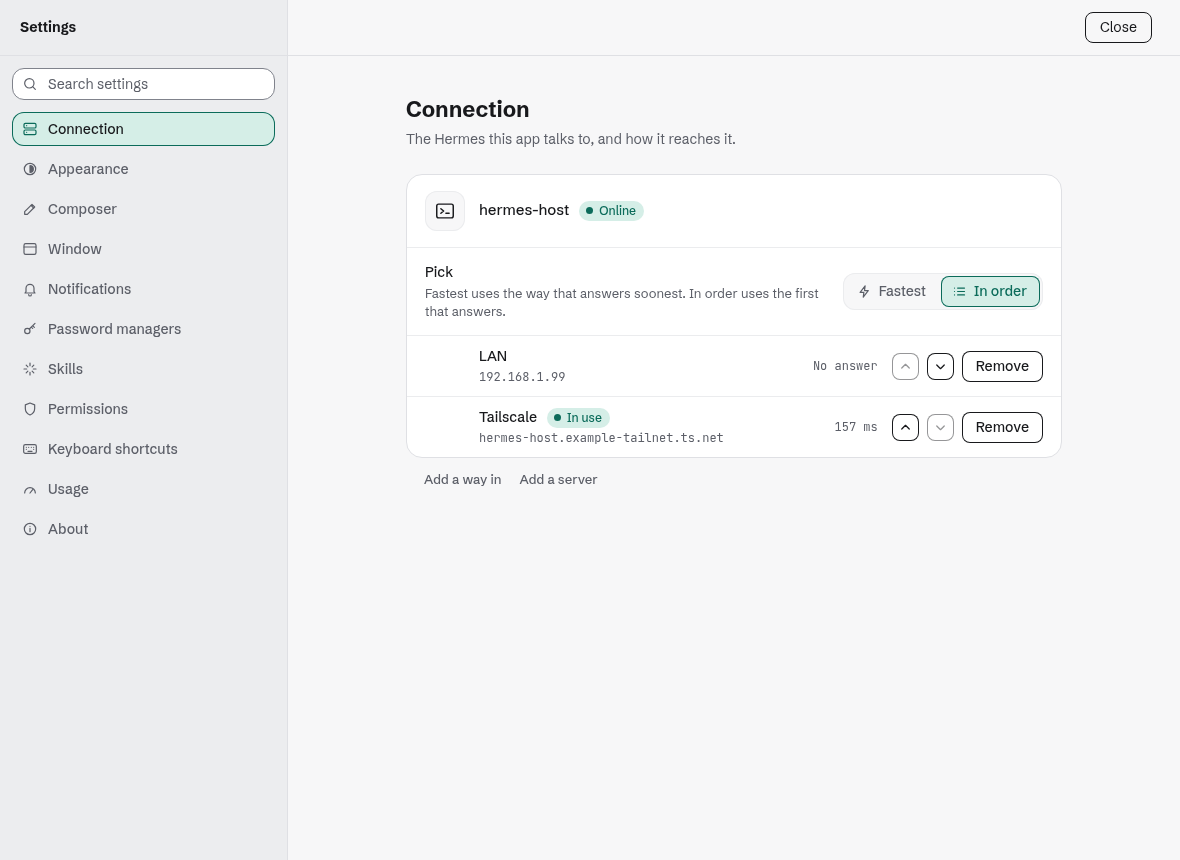 Settings
Close
Search settings
Connection
Appearance
Composer
Window
Notifications
Password managers
Skills
Permissions
Keyboard shortcuts
Usage
About
Connection
The Hermes this app talks to, and how it reaches it.
hermes-host
Online
Pick
Fastest uses the way that answers soonest. In order uses the first
that answers.
Fastest
In order
LAN
192.168.1.99
No answer
Remove
Tailscale
In use
hermes-host.example-tailnet.ts.net
157 ms
Remove
Add a way in
Add a server